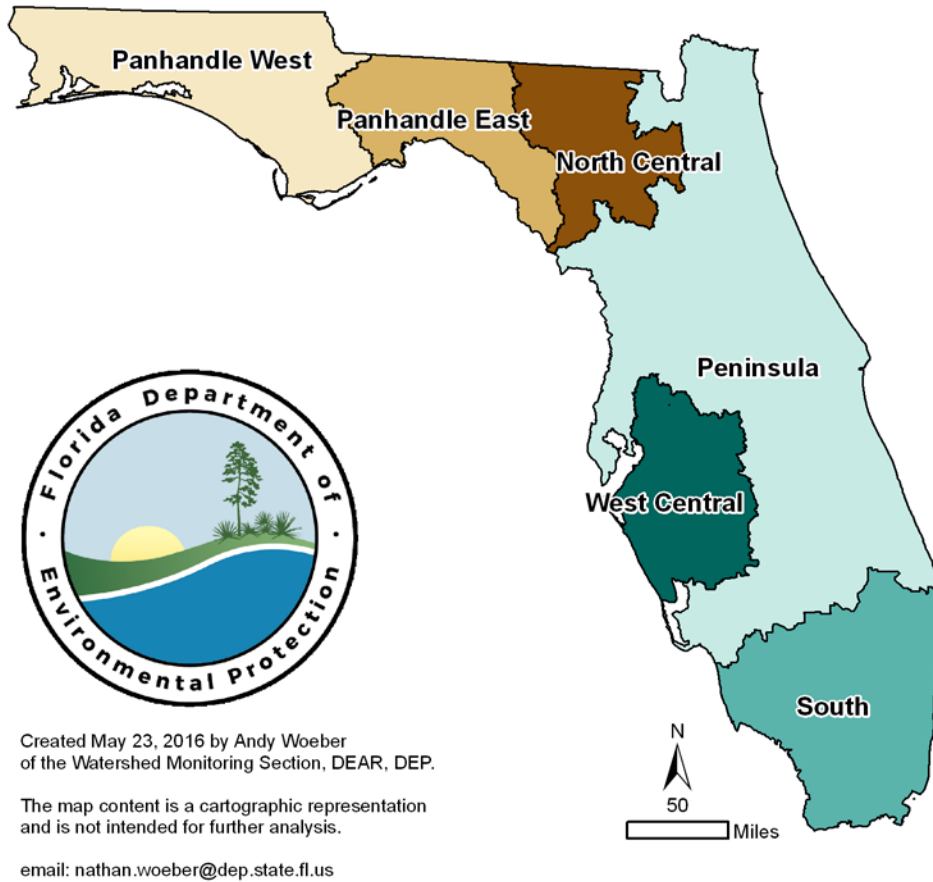 Panhandle West
Panhandle East
North Central
Peninsula
West Central
South
Florida Department of
Environmental Protection
Created May 23, 2016 by Andy Woeber
of the Watershed Monitoring Section, DEAR, DEP.
The map content is a cartographic representation
and is not intended for further analysis.
email: nathan.woeber@dep.state.fl.us
N
50
Miles